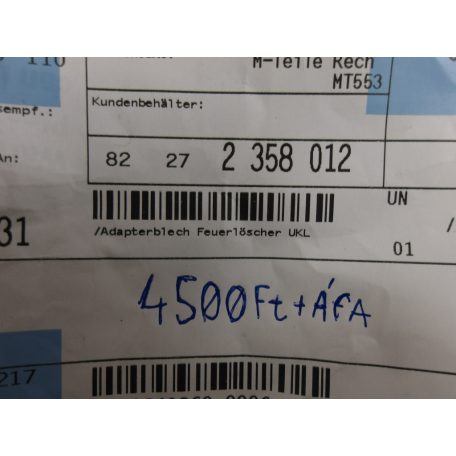 110
M-Teile Rech
MT553
empf.:
Kundenbehälter:
An:
82 27 2 358 012
UN
31
/Adapterblech Feuerlöscher UKL
01
4500Ft+ÁFA
217